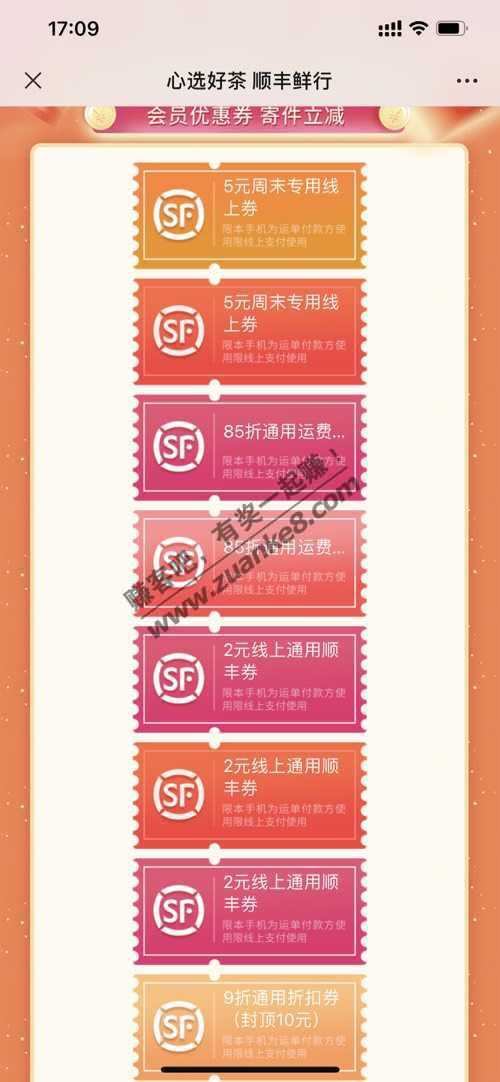 17:09
心选好茶 顺丰鲜行
会员优惠券 寄件立减
SF
5元周末专用线
上券
限本手机为运单付款方使
用限线上支付使用
SF
5元周末专用线
上券
限本手机为运单付款方使
用限线上支付使用
SF
85折通用运费...
限本手机为运单付款方使
用限线上支付使用
SF
85折通用运费...
限本手机为运单付款方使
用限线上支付使用
赚客吧，有奖一起赚！
www.zuanke8.com
SF
2元线上通用顺
丰券
限本手机为运单付款方使
用限线上支付使用
SF
2元线上通用顺
丰券
限本手机为运单付款方使
用限线上支付使用
SF
2元线上通用顺
丰券
限本手机为运单付款方使
用限线上支付使用
SF
9折通用折扣券
（封顶10元）
限本手机为运单付款方使
用限线上支付使用